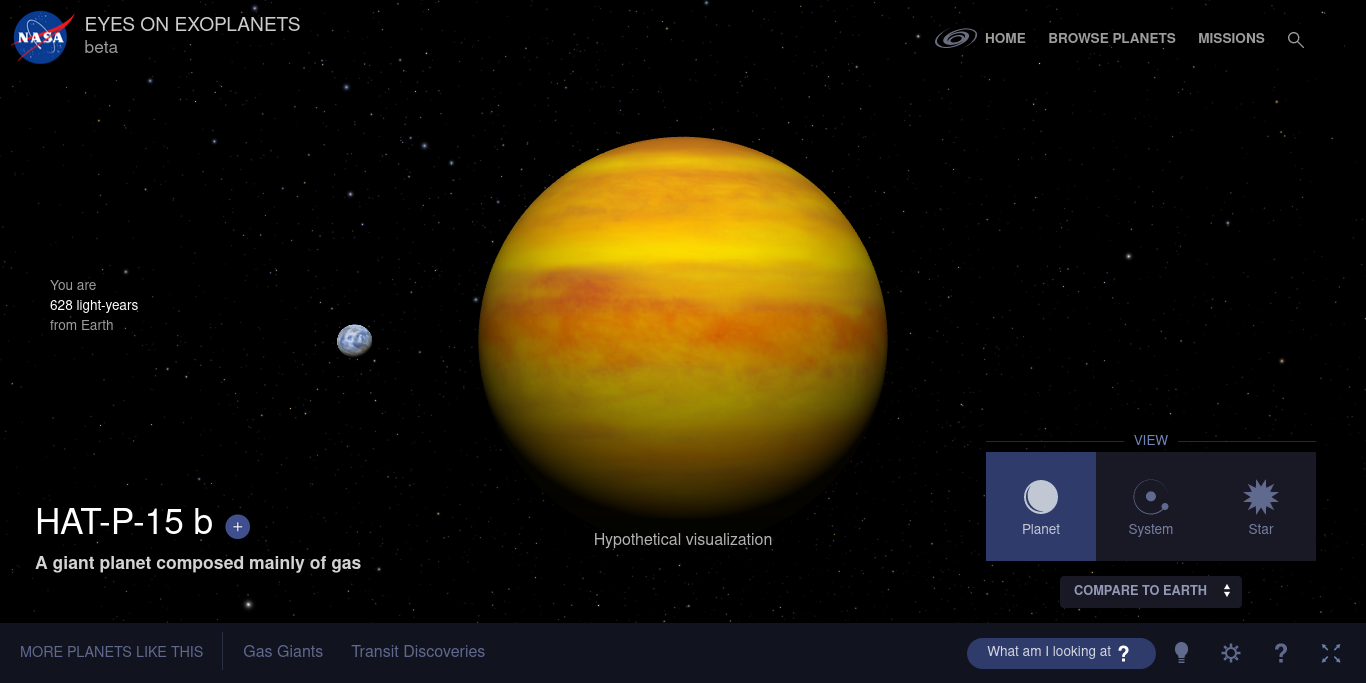 NASA
EYES ON EXOPLANETS
beta
HOME
BROWSE PLANETS
MISSIONS
You are
628 light-years
from Earth
HAT-P-15 b +
A giant planet composed mainly of gas
Hypothetical visualization
VIEW
Planet
System
Star
COMPARE TO EARTH
MORE PLANETS LIKE THIS
Gas Giants
Transit Discoveries
What am I looking at ?
?